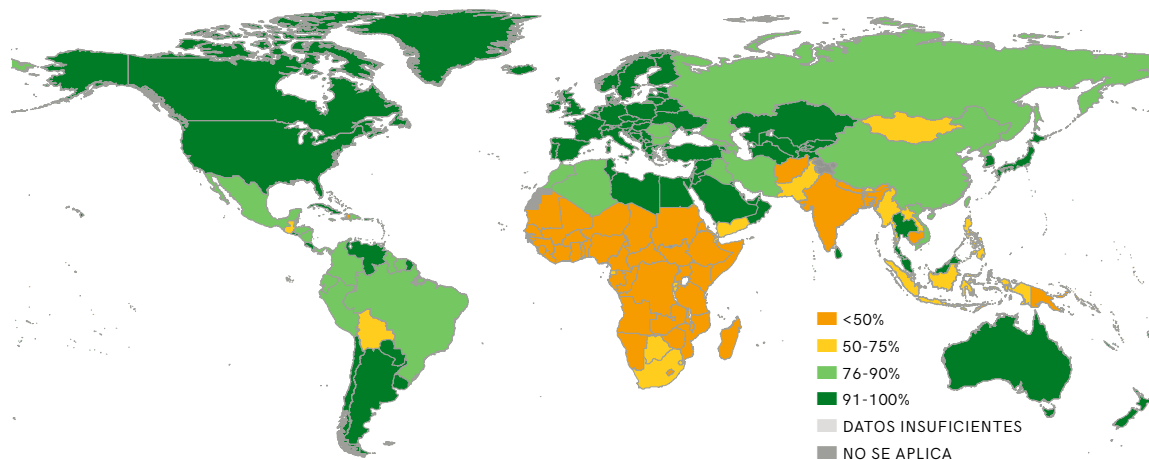 <50%
50-75%
76-90%
91-100%
DATOS INSUFICIENTES
NO SE APLICA